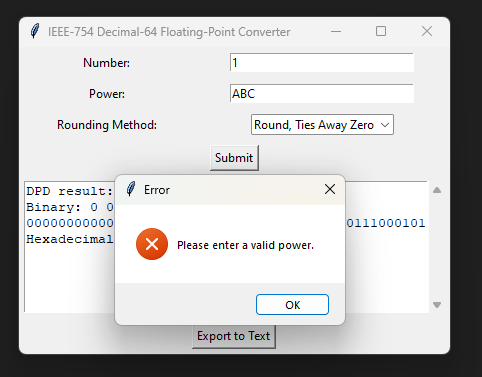 IEEE-754 Decimal-64 Floating-Point Converter
Number: 1
Power: ABC
Rounding Method: Round, Ties Away Zero
Submit
DPD result:
Binary: 0 0
00000000000 0111000101
Hexadecimal
Error
Please enter a valid power.
OK
Export to Text